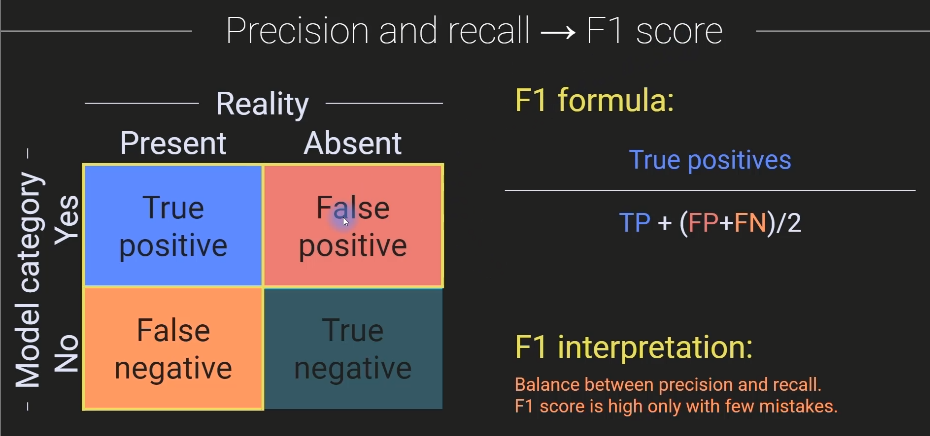 Precision and recall → F1 score
Reality
Present Absent
– Model category –
Yes
No
True
positive
False
positive
False
negative
True
negative
F1 formula:
True positives
TP + (FP+FN)/2
F1 interpretation:
Balance between precision and recall.
F1 score is high only with few mistakes.